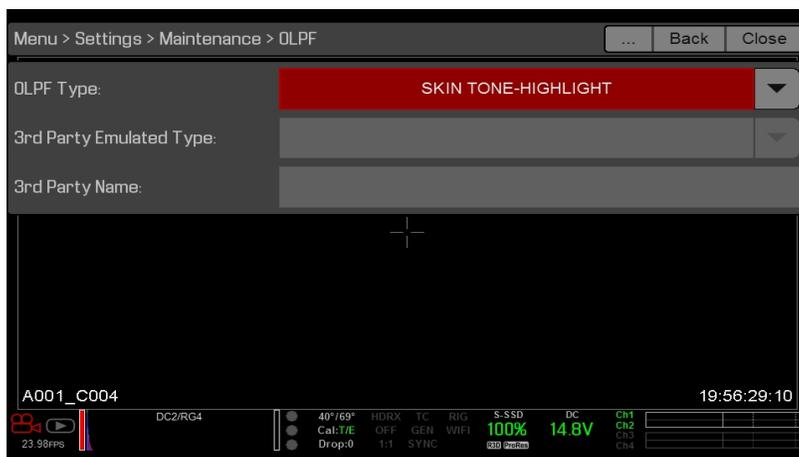 Menu > Settings > Maintenance > OLPF ... Back Close
OLPF Type: SKIN TONE-HIGHLIGHT
3rd Party Emulated Type:
3rd Party Name:
A001_C004 19:56:29:10
DC2/RG4 40°/69° HDRX TC RIG S-SSD DC Ch1
Cal:T/E OFF GEN WIFI 100% 14.8V Ch2
23.98FPS Drop:0 1:1 SYNC R3D ProRes Ch3
Ch4